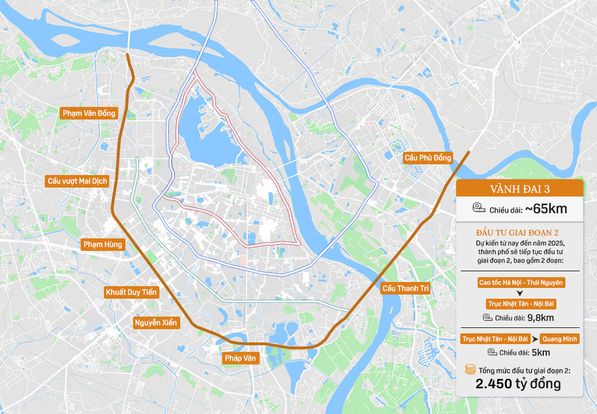 Phạm Văn Đồng
Cầu vượt Mai Dịch
Phạm Hùng
Khuất Duy Tiến
Nguyễn Xiển
Pháp Vân
Cầu Thanh Trì
Cầu Phù Đổng
VÀNH ĐAI 3
Chiều dài: ~65km
ĐẦU TƯ GIAI ĐOẠN 2
Dự kiến từ nay đến năm 2025,
thành phố sẽ tiếp tục đầu tư
giai đoạn 2, bao gồm 2 đoạn:
Cao tốc Hà Nội - Thái Nguyên
Trục Nhật Tân - Nội Bài
Chiều dài: 9,8km
Trục Nhật Tân - Nội Bài Quang Minh
Chiều dài: 5km
Tổng mức đầu tư giai đoạn 2:
2.450 tỷ đồng